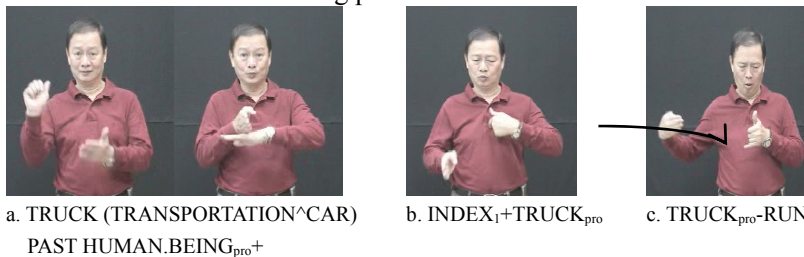 a. TRUCK (TRANSPORTATION^CAR)
PAST HUMAN.BEINGpro+
b. INDEX1+TRUCKpro
c. TRUCKpro-RUN